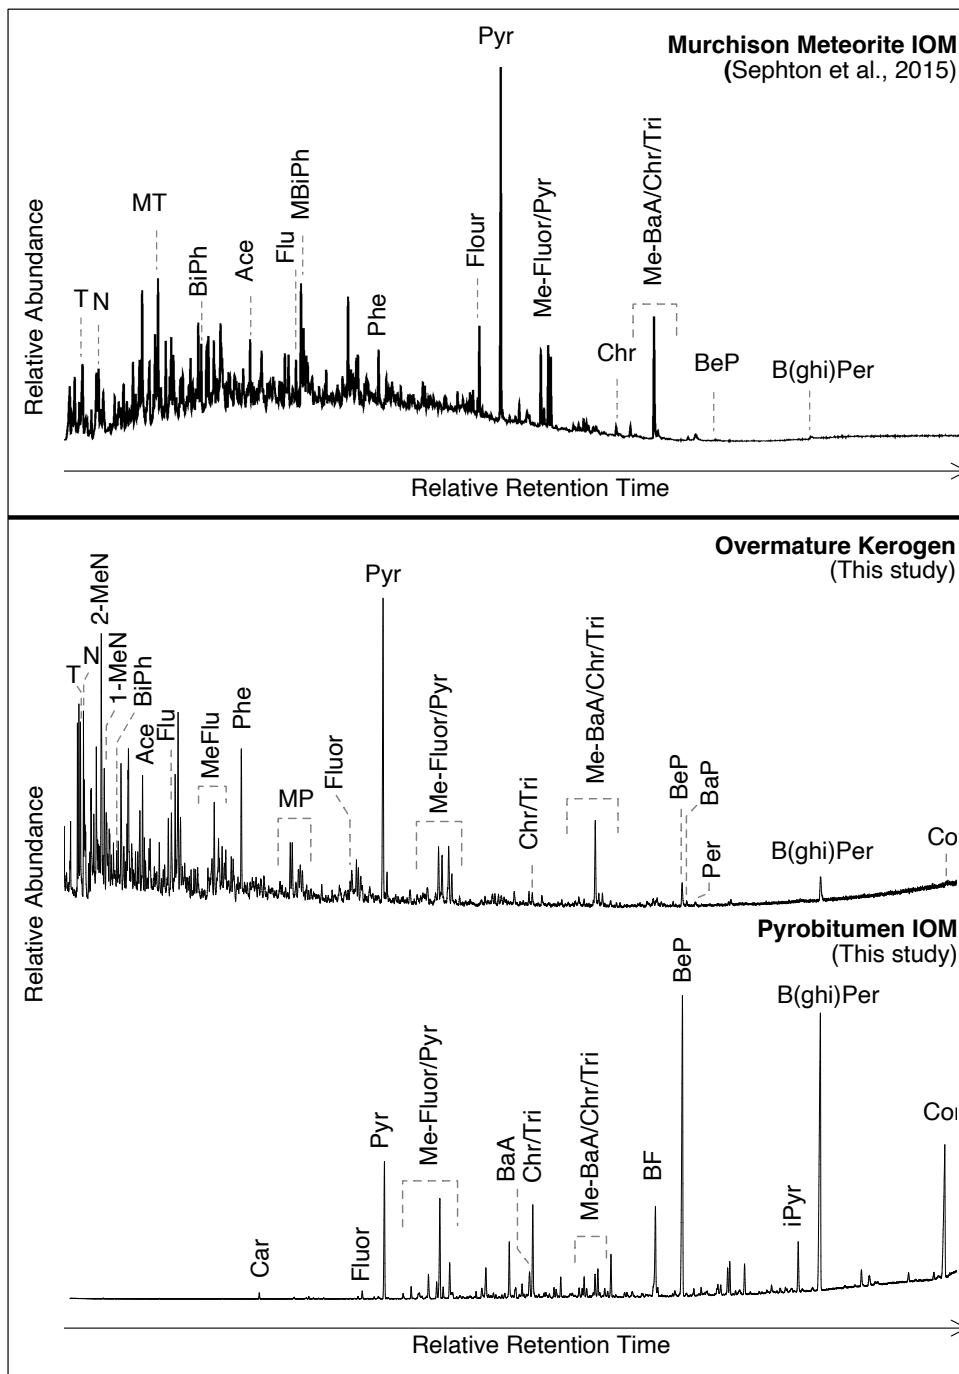 Murchison Meteorite IOM
(Sephton et al., 2015)
Pyr
MT
T
N
BiPh
Ace
Flu
MBiPh
Phe
Flour
Me-Fluor/Pyr
Chr
Me-BaA/Chr/Tri
BeP
B(ghi)Per
Relative Abundance
Relative Retention Time
Overmature Kerogen
(This study)
T
N
2-MeN
1-MeN
BiPh
Ace
Flu
MeFlu
Phe
MP
Fluor
Pyr
Me-Fluor/Pyr
Chr/Tri
Me-BaA/Chr/Tri
BeP
BaP
Per
B(ghi)Per
Co
Relative Abundance
Pyrobitumen IOM
(This study)
Car
Fluor
Pyr
Me-Fluor/Pyr
BaA
Chr/Tri
Me-BaA/Chr/Tri
BF
BeP
iPyr
B(ghi)Per
Cor
Relative Retention Time